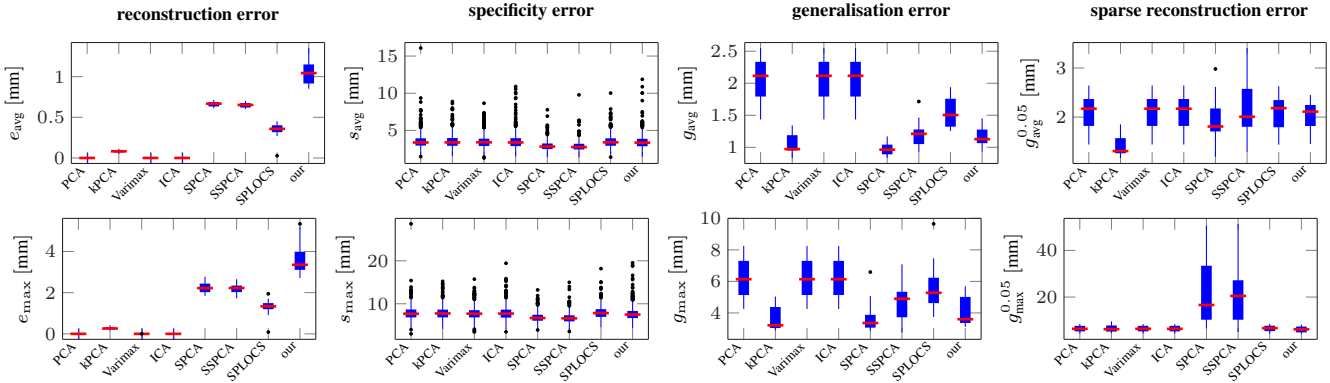 reconstruction error
specificity error
generalisation error
sparse reconstruction error
e_avg [mm]
1
0.5
0
PCA
kPCA
Varimax
ICA
SPCA
SSPCA
SPLOCS
our
s_avg [mm]
15
10
5
PCA
kPCA
Varimax
ICA
SPCA
SSPCA
SPLOCS
our
g_avg [mm]
2.5
2
1.5
1
PCA
kPCA
Varimax
ICA
SPCA
SSPCA
SPLOCS
our
g_avg^0.05 [mm]
3
2
PCA
kPCA
Varimax
ICA
SPCA
SSPCA
SPLOCS
our
e_max [mm]
4
2
0
PCA
kPCA
Varimax
ICA
SPCA
SSPCA
SPLOCS
our
s_max [mm]
20
10
PCA
kPCA
Varimax
ICA
SPCA
SSPCA
SPLOCS
our
g_max [mm]
10
8
6
4
PCA
kPCA
Varimax
ICA
SPCA
SSPCA
SPLOCS
our
g_max^0.05 [mm]
40
20
PCA
kPCA
Varimax
ICA
SPCA
SSPCA
SPLOCS
our